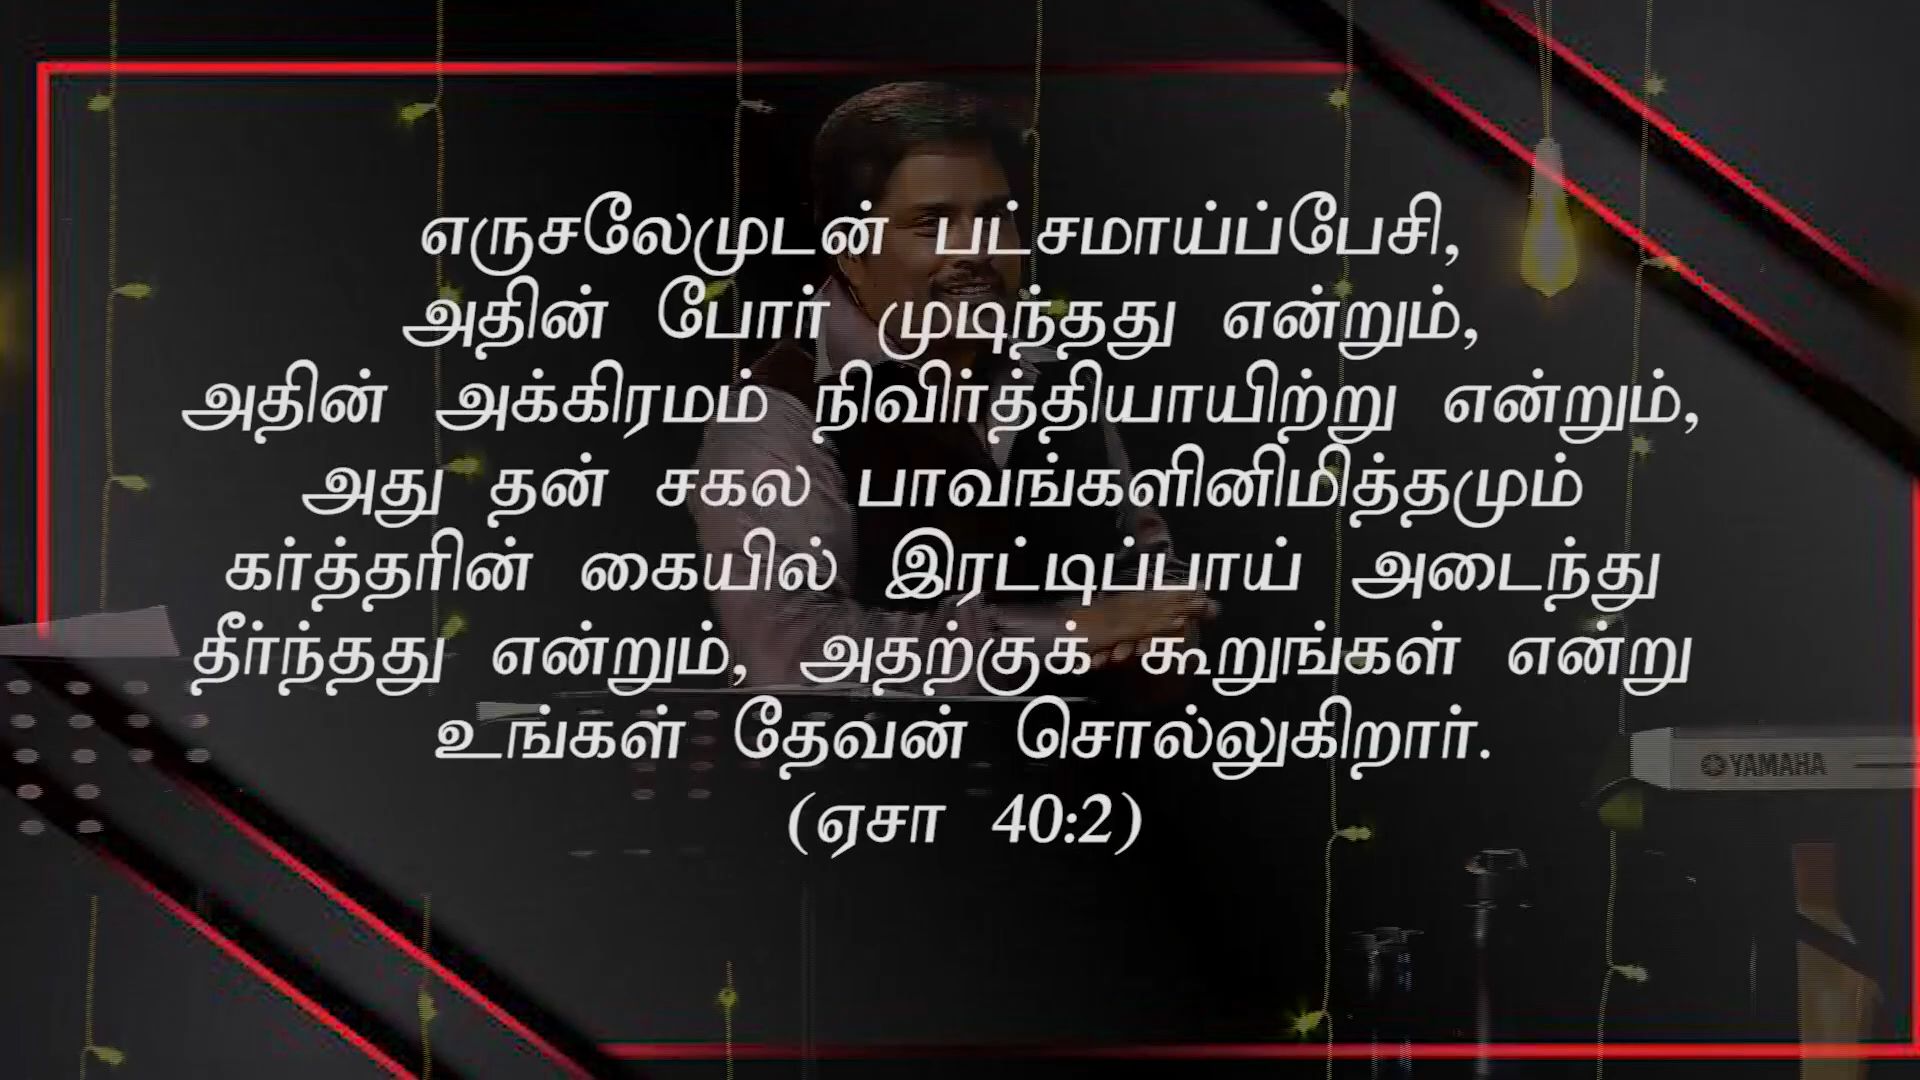 எருசலேமுடன் பட்சமாய்ப்பேசி,
அதின் போர் முடிந்தது என்றும்,
அதின் அக்கிரமம் நிவிர்த்தியாயிற்று என்றும்,
அது தன் சகல பாவங்களினிமித்தமும்
கர்த்தரின் கையில் இரட்டிப்பாய் அடைந்து
தீர்ந்தது என்றும், அதற்குக் கூறுங்கள் என்று
உங்கள் தேவன் சொல்லுகிறார்.
YAMAHA
(ஏசா 40:2)